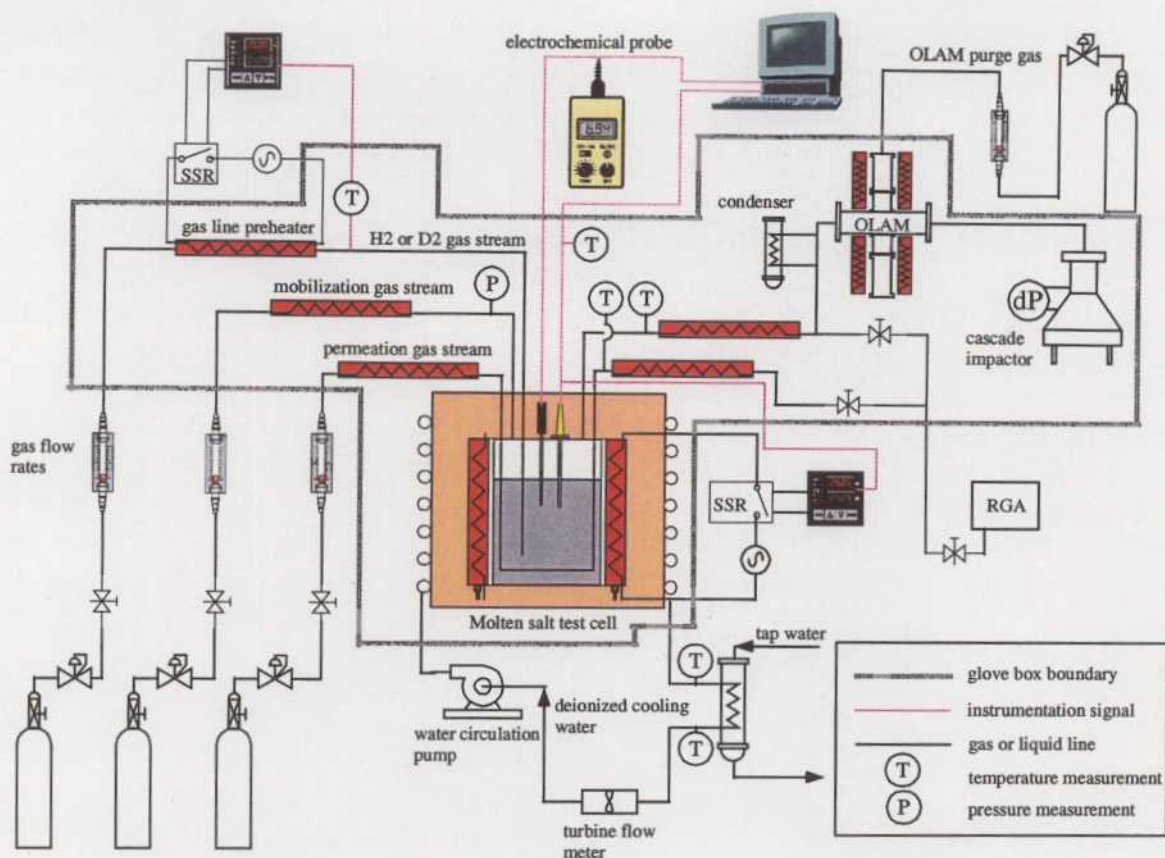 electrochemical probe
OLAM purge gas
SSR
T
gas line preheater
H2 or D2 gas stream
condenser
T
OLAM
mobilization gas stream
P
T
T
dP
cascade
impactor
permeation gas stream
gas flow
rates
SSR
RGA
Molten salt test cell
tap water
T
deionized cooling
water
water circulation
pump
T
turbine flow
meter
glove box boundary
instrumentation signal
gas or liquid line
T
temperature measurement
P
pressure measurement